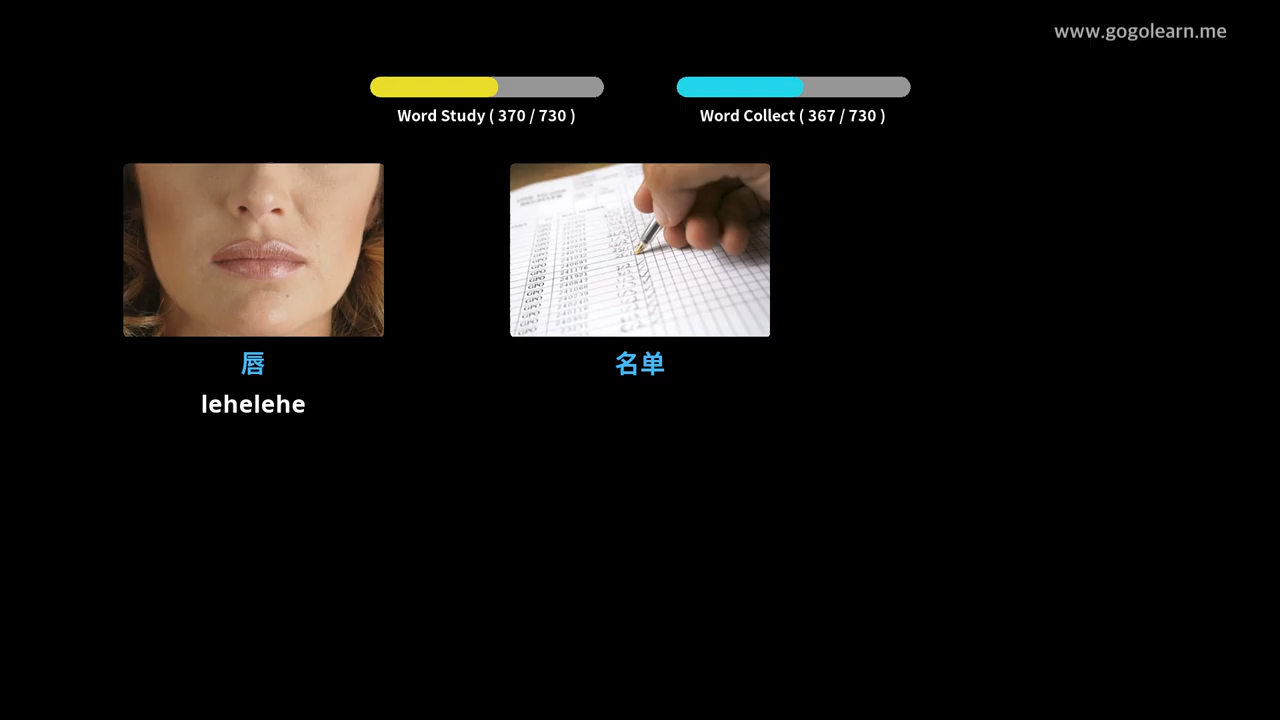 www.gogolearn.me
Word Study ( 370 / 730 )
Word Collect ( 367 / 730 )
唇
名单
lehelehe